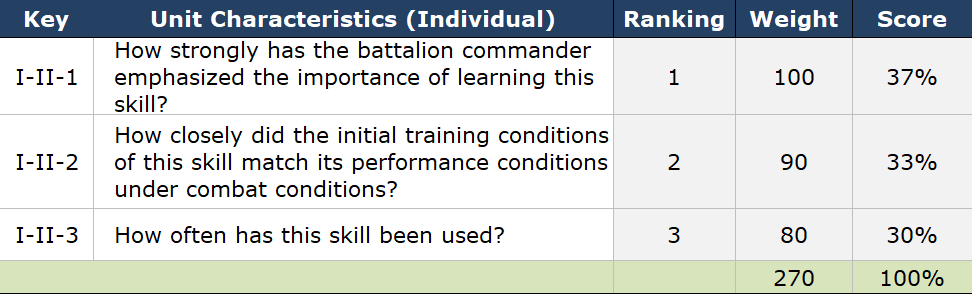 Key Unit Characteristics (Individual) Ranking Weight Score
How strongly has the battalion commander
I-II-1 emphasized the importance of learning this 1 100 37%
skill?
How closely did the initial training conditions
I-II-2 of this skill match its performance conditions 2 90 33%
under combat conditions?
I-II-3 How often has this skill been used? 3 80 30%
270 100%